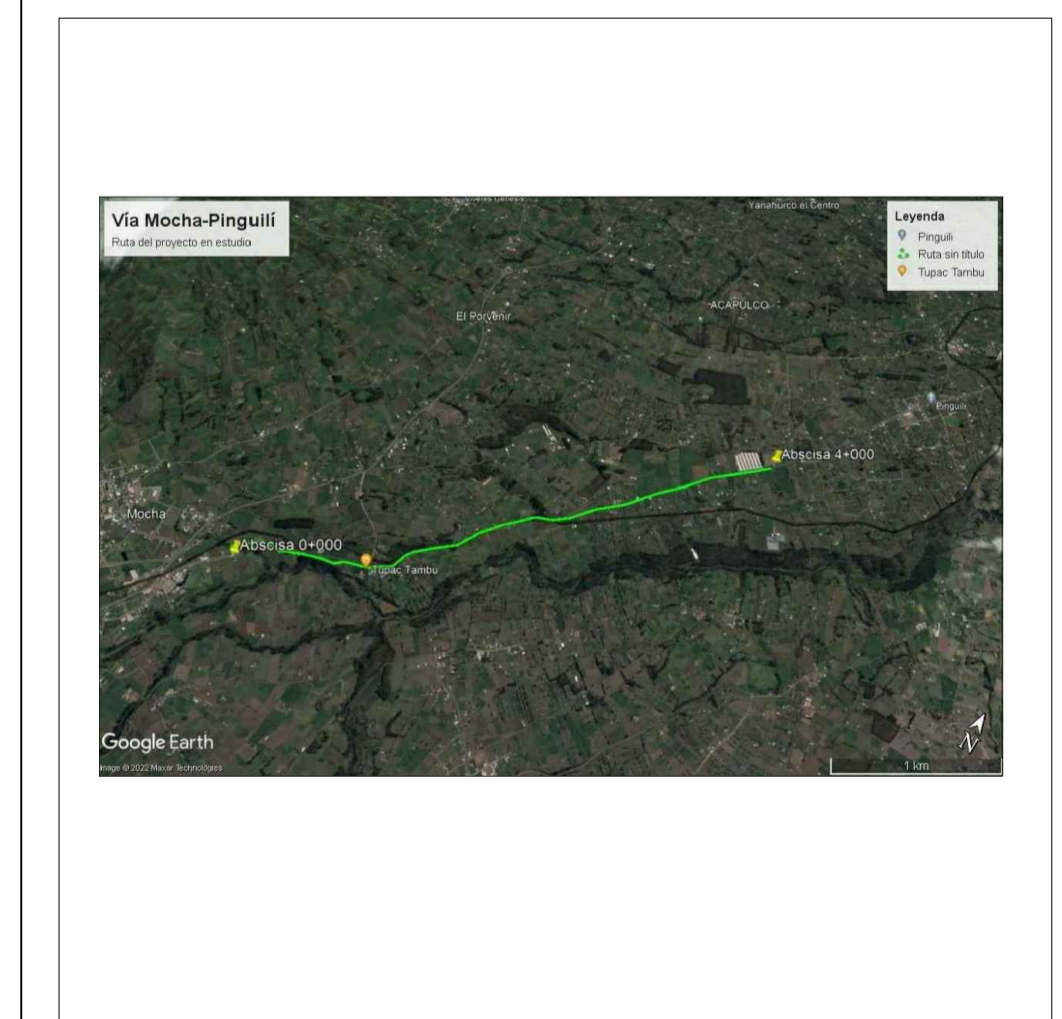 Vía Mocha-Pinguilí
Ruta del proyecto en estudio
Yanahurco el Centro
Leyenda
Pinguili
Ruta sin título
Tupac Tambu
ACAPULCO
El Porvenir
Pinguili
Abscisa 4+000
Mocha
Abscisa 0+000
Tupac Tambu
Google Earth
Image © 2022 Maxar Technologies
N
1 km